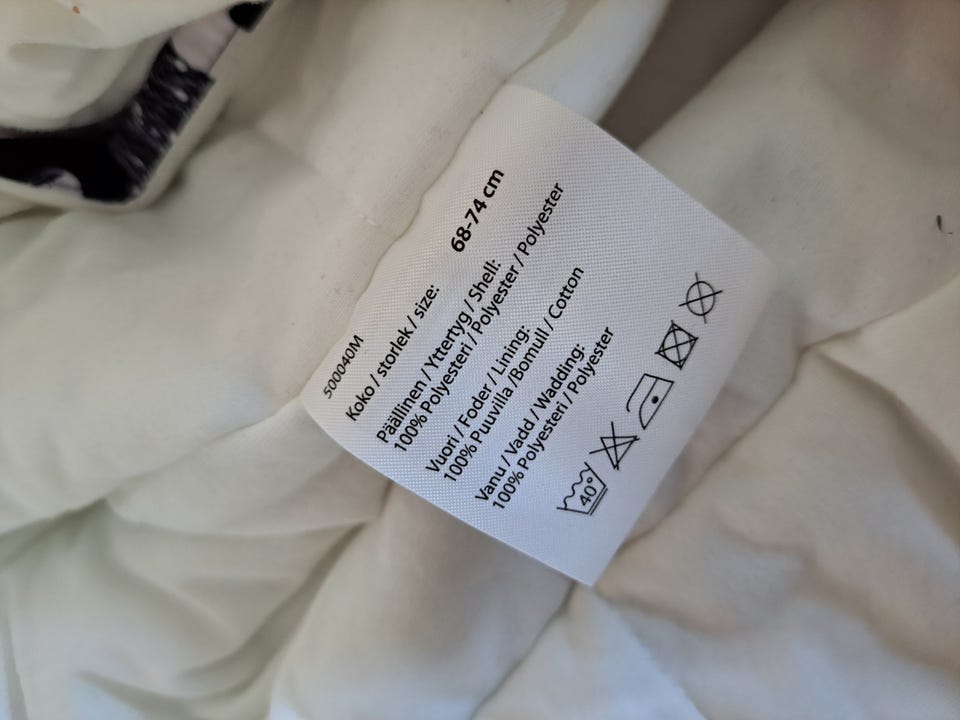 500040M
Koko / storlek / size: 68-74 cm
Päällinen / Yttertyg / Shell:
100% Polyesteri / Polyester / Polyester
Vuori / Foder / Lining:
100% Puuvilla /Bomull / Cotton
Vanu / Vadd / Wadding:
100% Polyesteri / Polyester
40°